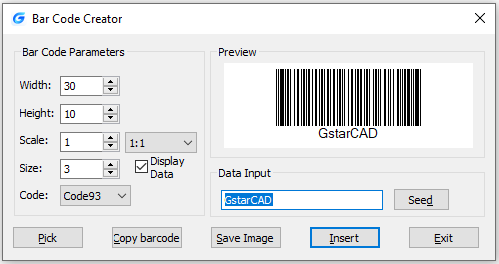 Bar Code Creator
Bar Code Parameters
Width: 30
Height: 10
Scale: 1 1:1
Size: 3 Display Data
Code: Code93
Preview
GstarCAD
Data Input
GstarCAD Seed
Pick Copy barcode Save Image Insert Exit